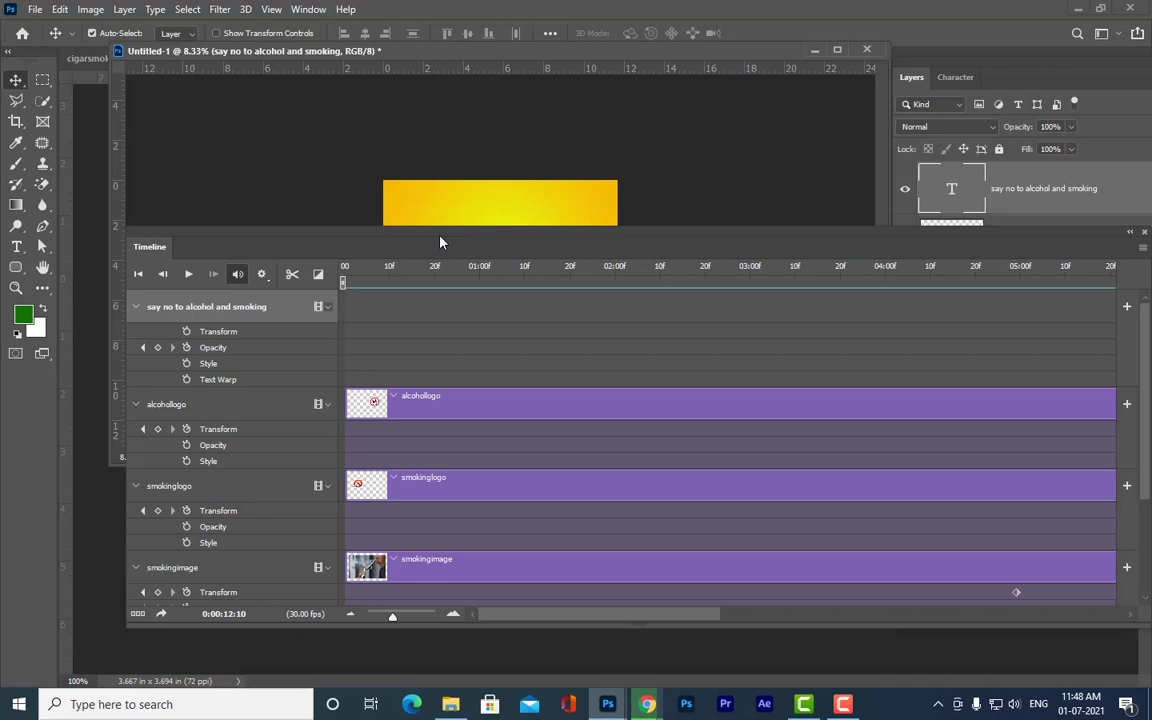 File Edit Image Layer Type Select Filter 3D View Window Help
Auto-Select: Layer Show Transform Controls 3D Mode:
Untitled-1 @ 8.33% (say no to alcohol and smoking, RGB/8) *
cigarsmok
12 10 8 6 4 2 0 2 4 6 8 10 12 14 16 18 20 22 24
Layers Character
Kind
Normal Opacity: 100%
Lock: Fill: 100%
T say no to alcohol and smoking
Timeline
00 10f 20f 01:00f 10f 20f 02:00f 10f 20f 03:00f 10f 20f 04:00f 10f 20f 05:00f 10f 20f
say no to alcohol and smoking
Transform
Opacity
Style
Text Warp
alcohollogo alcohollogo
Transform
Opacity
Style
smokinglogo smokinglogo
Transform
Opacity
Style
smokingimage smokingimage
Transform
0:00:12:10 (30.00 fps)
100% 3.667 in x 3.694 in (72 ppi)
Type here to search
ENG 11:48 AM
01-07-2021